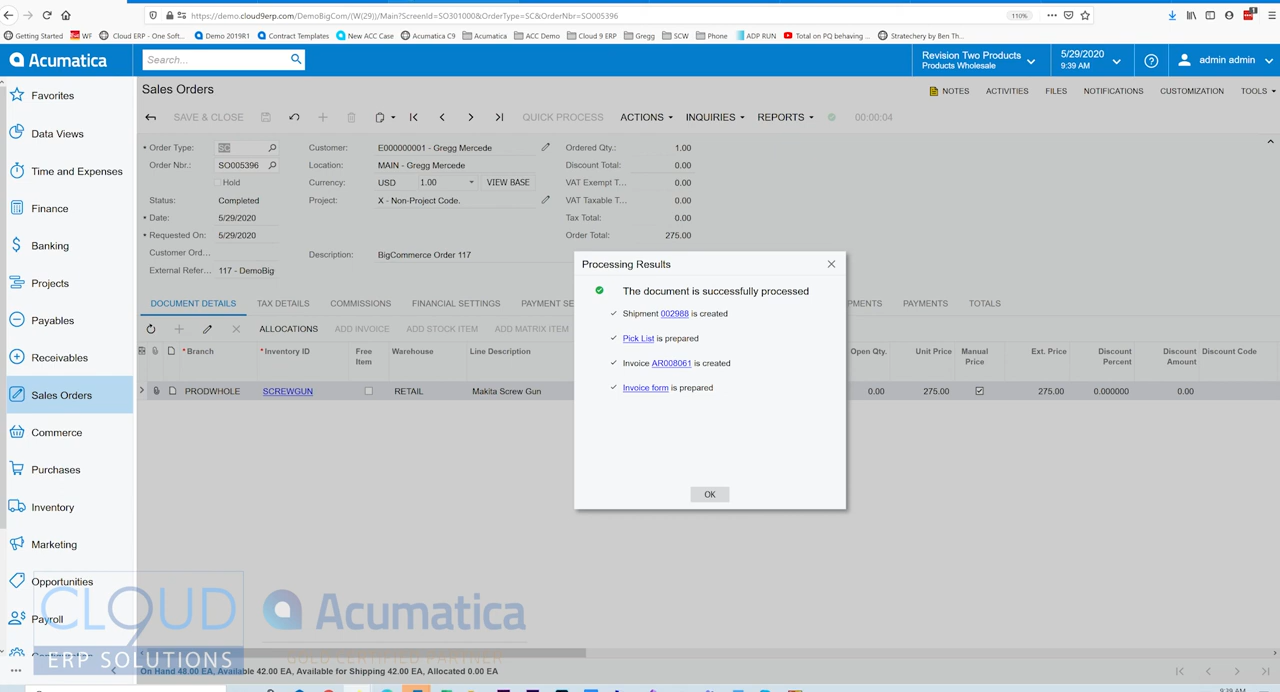 https://demo.cloud9erp.com/DemoBigCom/(W(29))/Main?ScreenId=SO301000&OrderType=SC&OrderNbr=SO005396
110%
Getting Started
WF
Cloud ERP - One Soft...
Demo 2019R1
Contract Templates
New ACC Case
Acumatica C9
Acumatica
ACC Demo
Cloud 9 ERP
Gregg
SCW
Phone
ADP RUN
Total on PQ behaving ...
Stratechery by Ben Th...
Acumatica
Search...
Revision Two Products
Products Wholesale
5/29/2020
9:39 AM
admin admin
Favorites
Data Views
Time and Expenses
Finance
Banking
Projects
Payables
Receivables
Sales Orders
Commerce
Purchases
Inventory
Marketing
Opportunities
Payroll
Sales Orders
NOTES
ACTIVITIES
FILES
NOTIFICATIONS
CUSTOMIZATION
TOOLS
SAVE & CLOSE
QUICK PROCESS
ACTIONS
INQUIRIES
REPORTS
00:00:04
Order Type: SC
Order Nbr.: SO005396
Hold
Status: Completed
Date: 5/29/2020
Requested On: 5/29/2020
Customer Ord...
External Refer... 117 - DemoBig
Customer: E000000001 - Gregg Mercede
Location: MAIN - Gregg Mercede
Currency: USD 1.00 VIEW BASE
Project: X - Non-Project Code.
Description: BigCommerce Order 117
Ordered Qty.: 1.00
Discount Total: 0.00
VAT Exempt T... 0.00
VAT Taxable T... 0.00
Tax Total: 0.00
Order Total: 275.00
DOCUMENT DETAILS
TAX DETAILS
COMMISSIONS
FINANCIAL SETTINGS
PAYMENT SE
PMENTS
PAYMENTS
TOTALS
ALLOCATIONS
ADD INVOICE
ADD STOCK ITEM
ADD MATRIX ITEM
Branch
Inventory ID
Free Item
Warehouse
Line Description
Open Qty.
Unit Price
Manual Price
Ext. Price
Discount Percent
Discount Amount
Discount Code
PRODWHOLE
SCREWGUN
RETAIL
Makita Screw Gun
0.00
275.00
275.00
0.000000
0.00
Processing Results
The document is successfully processed
Shipment 002988 is created
Pick List is prepared
Invoice AR008061 is created
Invoice form is prepared
OK
CLOUD 9
ERP SOLUTIONS
Acumatica
GOLD CERTIFIED PARTNER
On Hand 48.00 EA, Available 42.00 EA, Available for Shipping 42.00 EA, Allocated 0.00 EA
9:39 AM